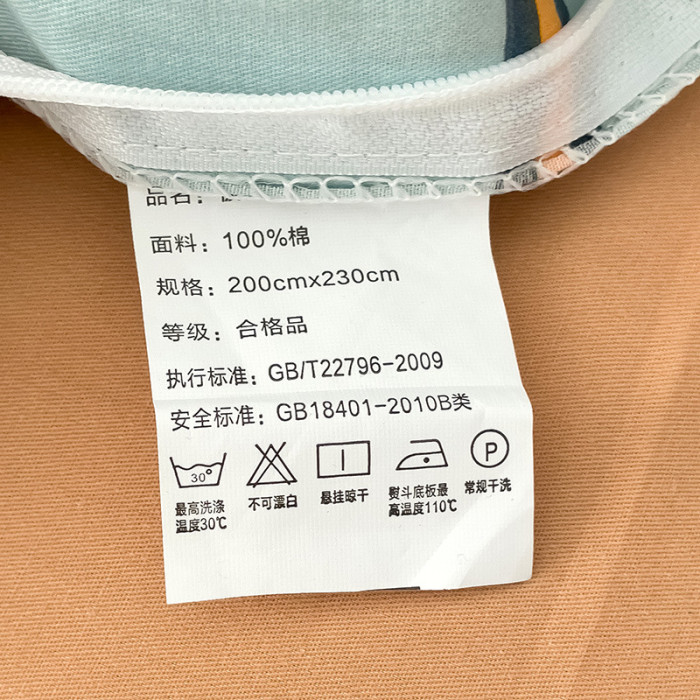 品名：
面料：100%棉
规格：200cmx230cm
等级：合格品
执行标准：GB/T22796-2009
安全标准：GB18401-2010B类
30°
P
最高洗涤
温度30℃
不可漂白
悬挂晾干
熨斗底板最
高温度110℃
常规干洗